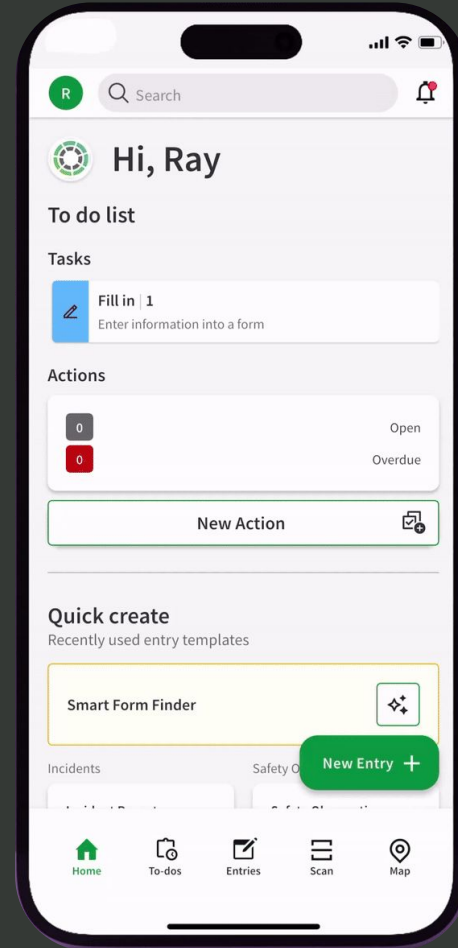 R
Search
Hi, Ray
To do list
Tasks
Fill in | 1
Enter information into a form
Actions
0 Open
0 Overdue
New Action
Quick create
Recently used entry templates
Smart Form Finder
New Entry
Incidents Safety O
Home To-dos Entries Scan Map